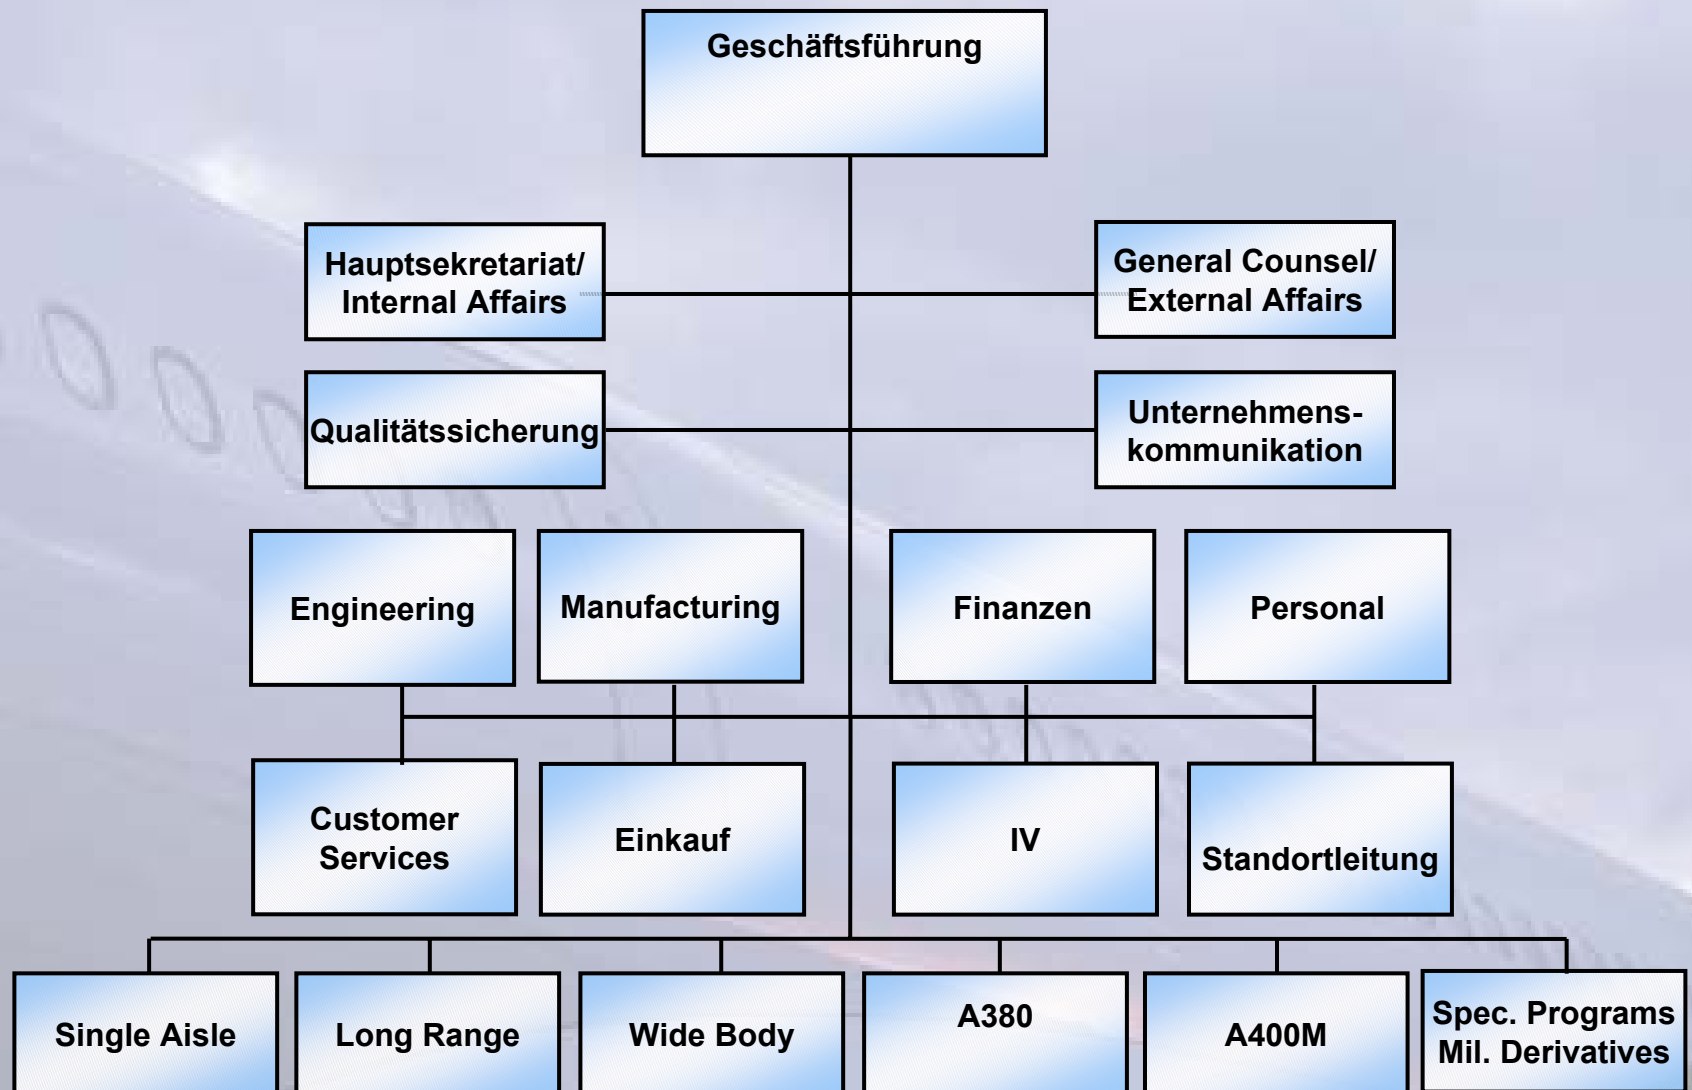 Geschäftsführung
Hauptsekretariat/
Internal Affairs
General Counsel/
External Affairs
Qualitätssicherung
Unternehmens-
kommunikation
Engineering
Manufacturing
Finanzen
Personal
Customer
Services
Einkauf
IV
Standortleitung
Single Aisle
Long Range
Wide Body
A380
A400M
Spec. Programs
Mil. Derivatives